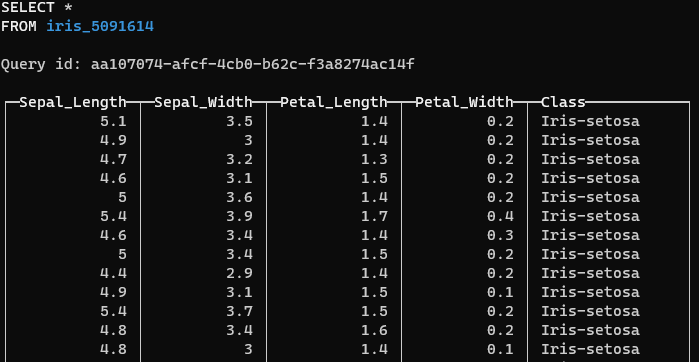 SELECT *
FROM iris_5091614
Query id: aa107074-afcf-4cb0-b62c-f3a8274ac14f
Sepal_Length Sepal_Width Petal_Length Petal_Width Class
5.1 3.5 1.4 0.2 Iris-setosa
4.9 3 1.4 0.2 Iris-setosa
4.7 3.2 1.3 0.2 Iris-setosa
4.6 3.1 1.5 0.2 Iris-setosa
5 3.6 1.4 0.2 Iris-setosa
5.4 3.9 1.7 0.4 Iris-setosa
4.6 3.4 1.4 0.3 Iris-setosa
5 3.4 1.5 0.2 Iris-setosa
4.4 2.9 1.4 0.2 Iris-setosa
4.9 3.1 1.5 0.1 Iris-setosa
5.4 3.7 1.5 0.2 Iris-setosa
4.8 3.4 1.6 0.2 Iris-setosa
4.8 3 1.4 0.1 Iris-setosa